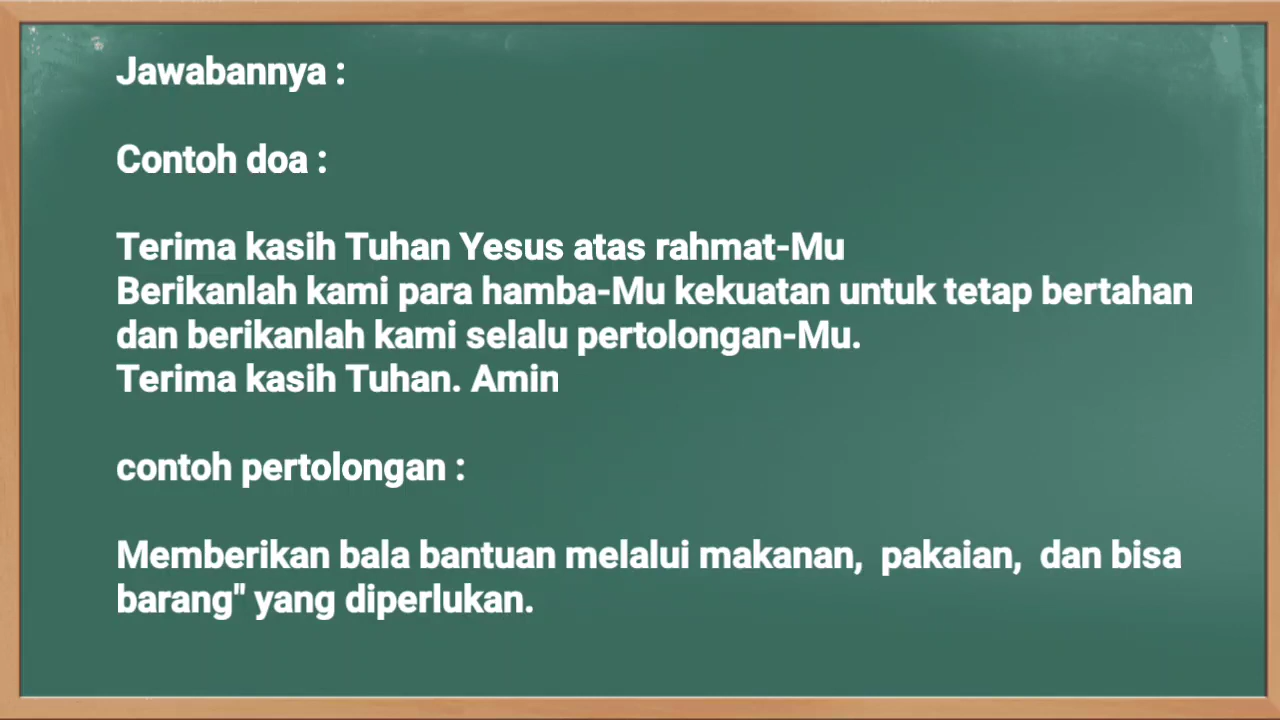 Jawabannya :
Contoh doa :
Terima kasih Tuhan Yesus atas rahmat-Mu
Berikanlah kami para hamba-Mu kekuatan untuk tetap bertahan
dan berikanlah kami selalu pertolongan-Mu.
Terima kasih Tuhan. Amin
contoh pertolongan :
Memberikan bala bantuan melalui makanan,  pakaian,  dan bisa
barang" yang diperlukan.